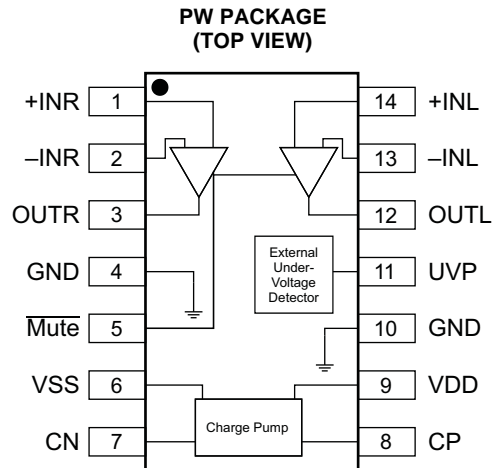 PW PACKAGE
(TOP VIEW)
+INR 1 14 +INL
–INR 2 13 –INL
OUTR 3 12 OUTL
GND 4 External Under-Voltage Detector 11 UVP
Mute 5 10 GND
VSS 6 9 VDD
CN 7 Charge Pump 8 CP